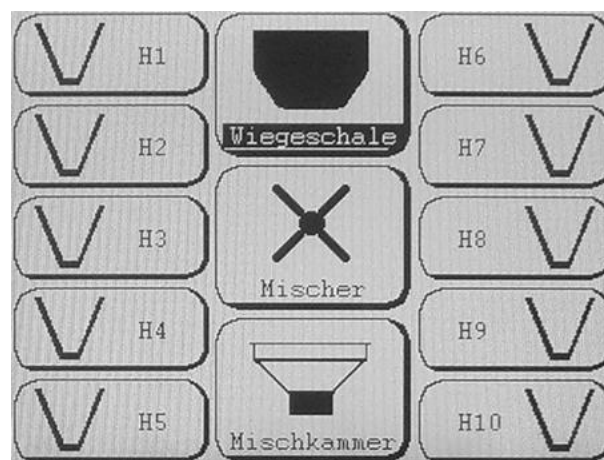 H1
H2
H3
H4
H5
Wiegeschale
Mischer
Mischkammer
H6
H7
H8
H9
H10